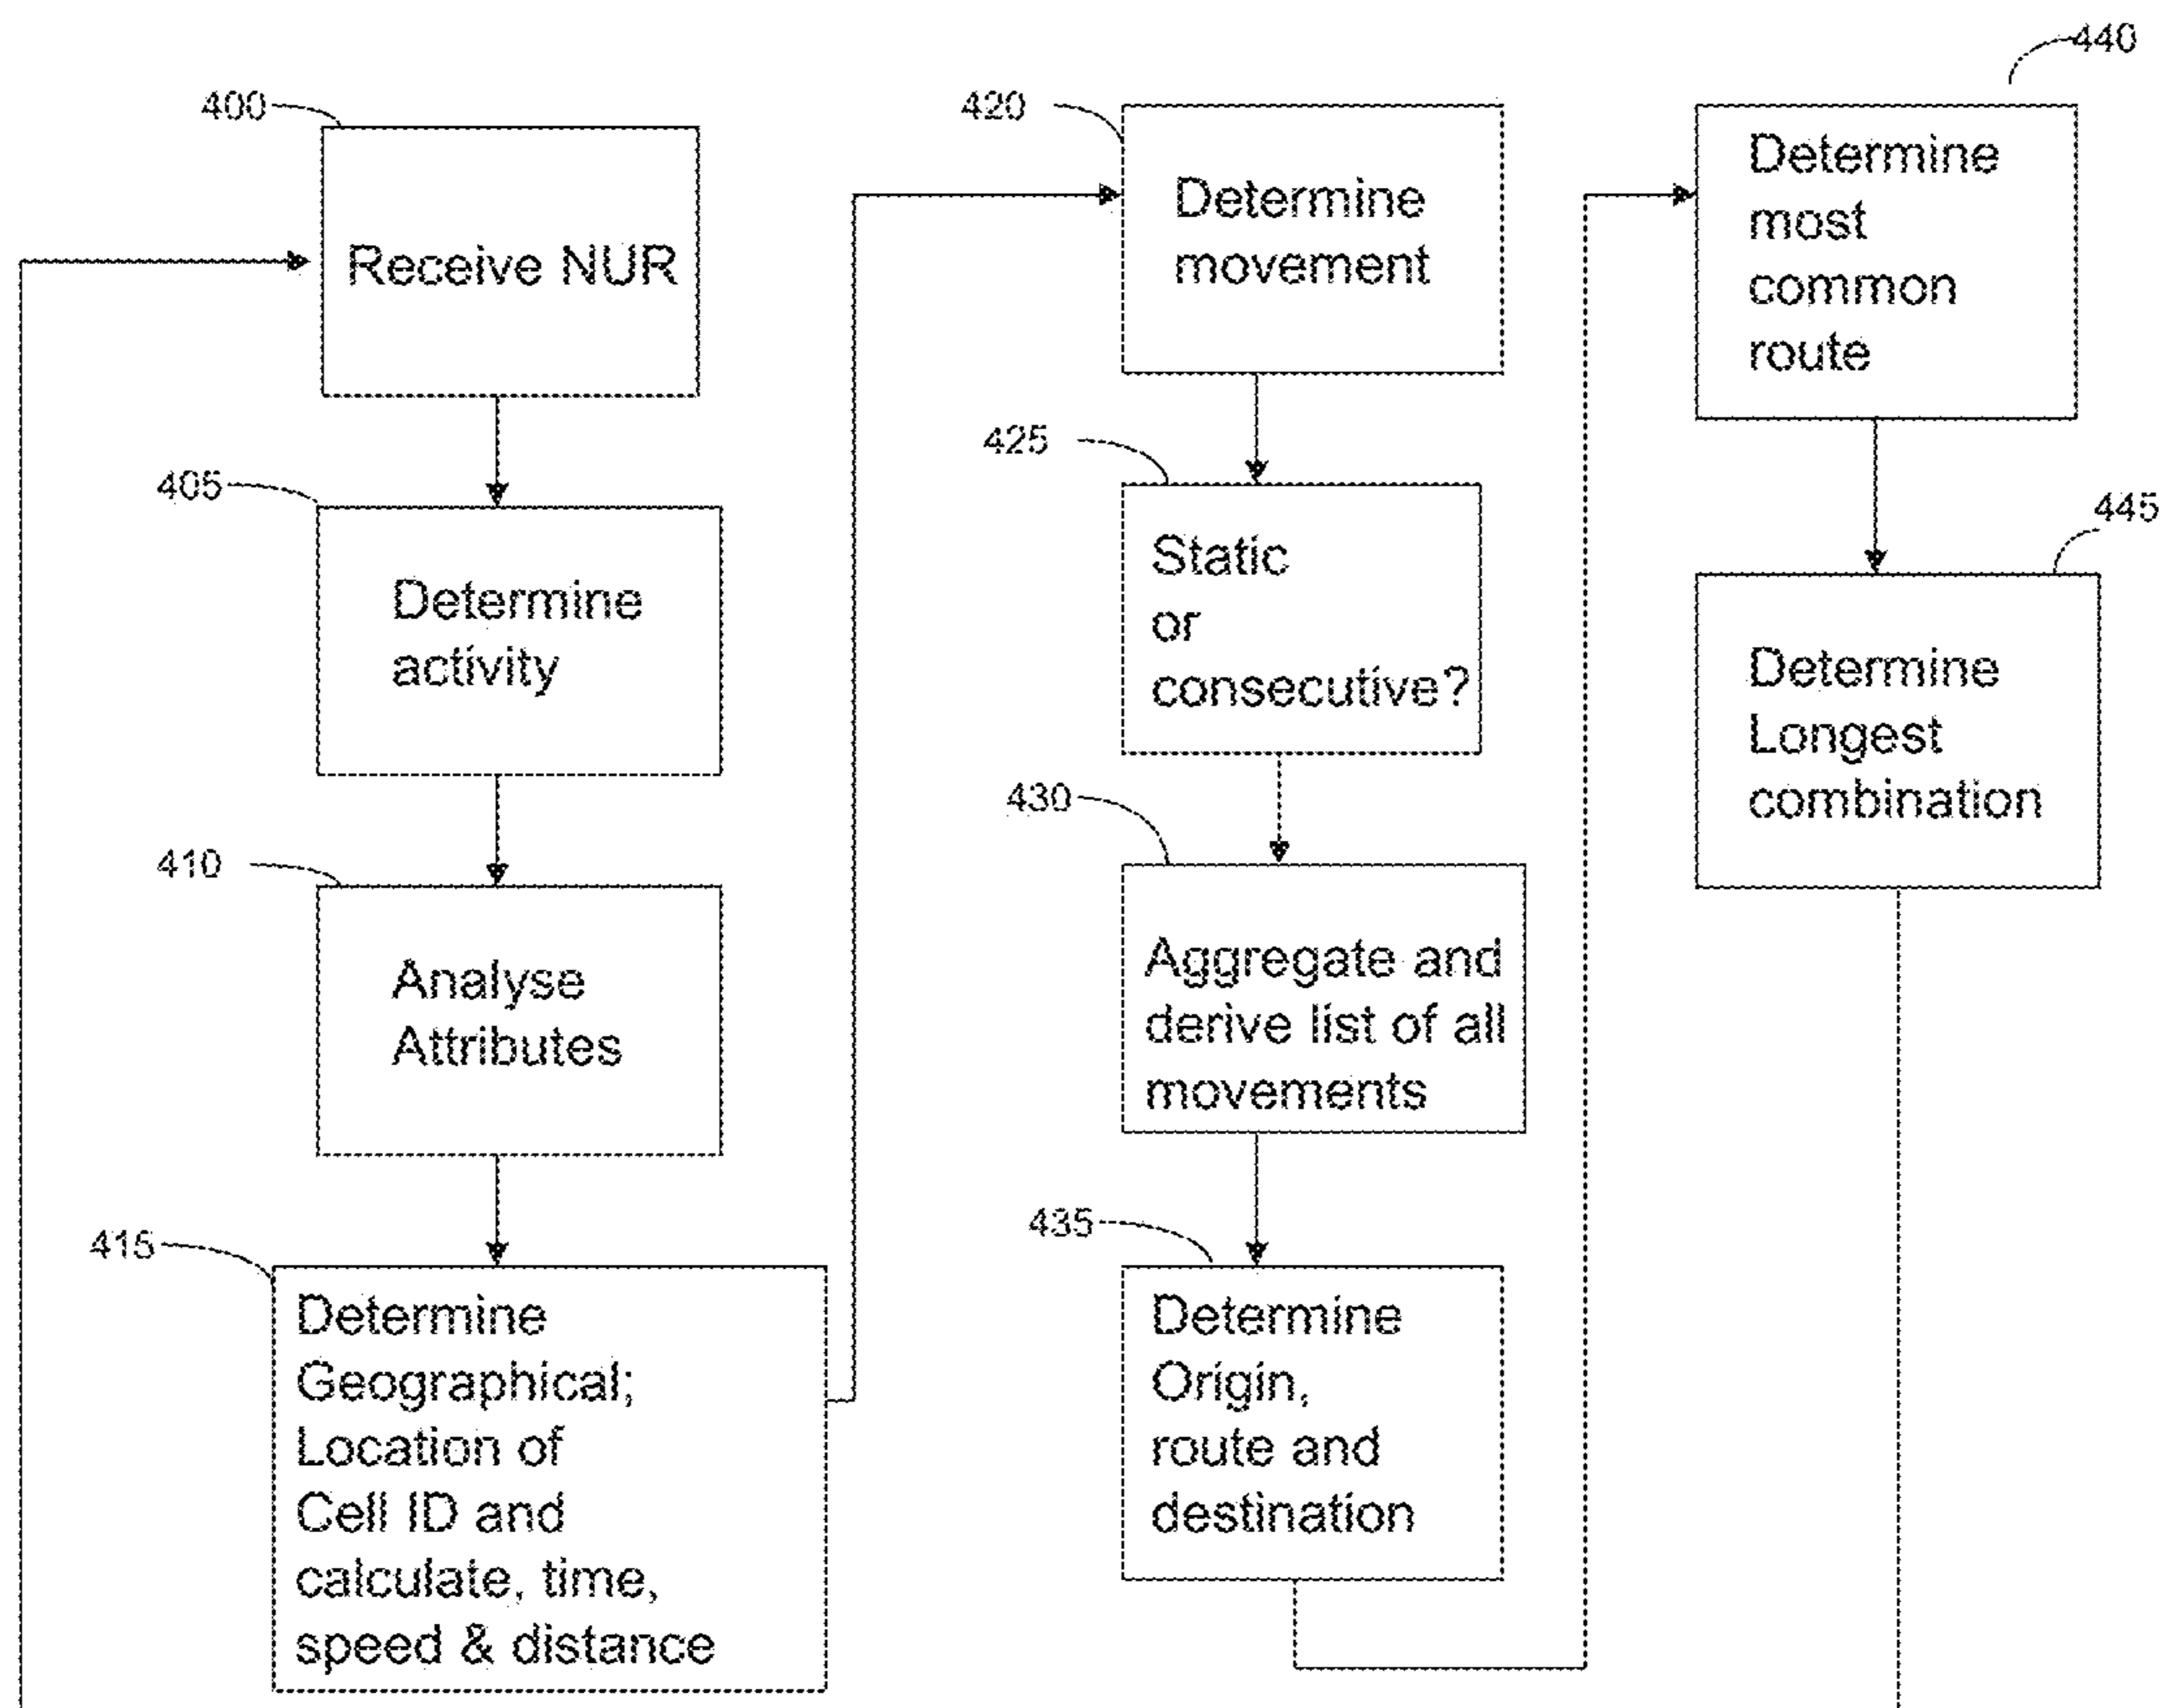 400
Receive NUR
405
Determine
activity
410
Analyse
Attributes
415
Determine
Geographical;
Location of
Cell ID and
calculate, time,
speed & distance
420
Determine
movement
425
Static
or
consecutive?
430
Aggregate and
derive list of all
movements
435
Determine
Origin,
route and
destination
440
Determine
most
common
route
445
Determine
Longest
combination